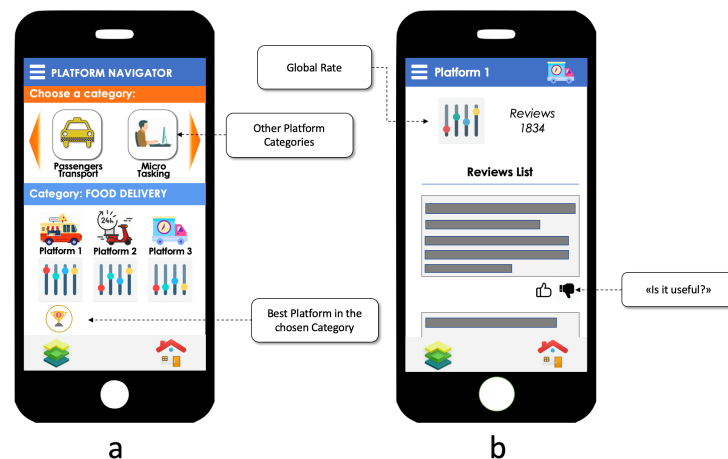 PLATFORM NAVIGATOR
Choose a category:
Passengers
Transport
Micro
Tasking
Category: FOOD DELIVERY
24h
Platform 1
Platform 2
Platform 3
Global Rate
Other Platform
Categories
Best Platform in the
chosen Category
Platform 1
Reviews
1834
Reviews List
«Is it useful?»
a
b